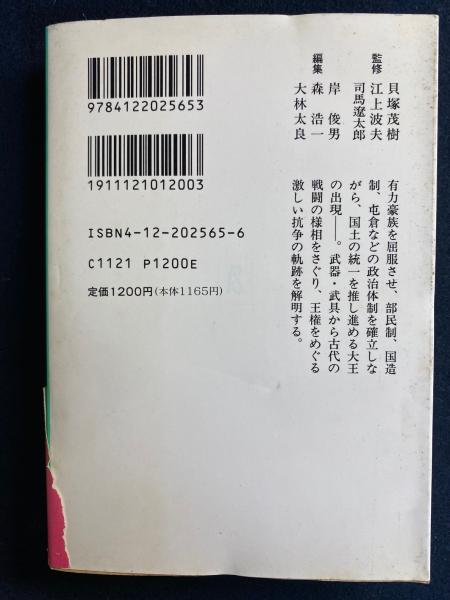 監修
貝塚茂樹
江上波夫
司馬遼太郎
編集
岸俊男
森浩一
大林太良
有力豪族を屈服させ、部民制、国造
制、屯倉などの政治体制を確立しな
がら、国土の統一を推し進める大王
の出現――。武器・武具から古代の
戦闘の様相をさぐり、王権をめぐる
激しい抗争の軌跡を解明する。
9784122025653
1911121012003
ISBN4-12-202565-6
C1121 P1200E
定価1200円(本体1165円)